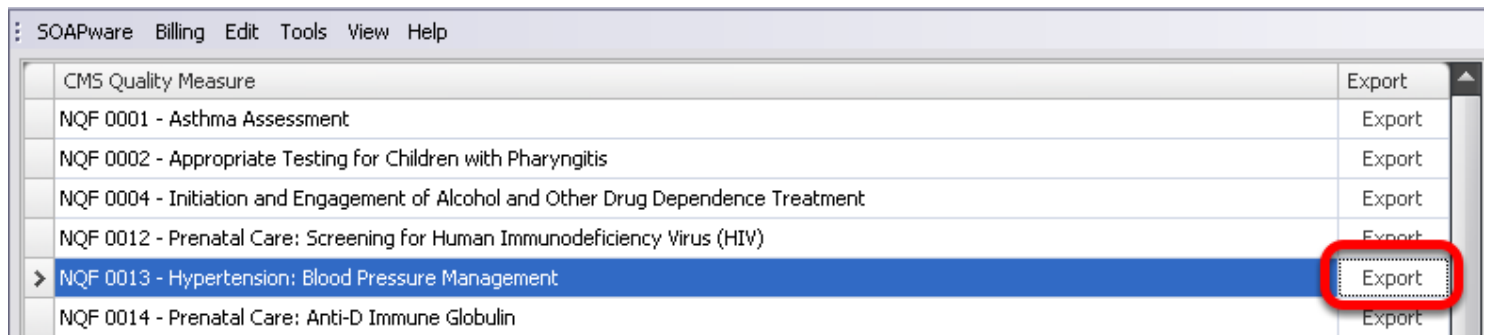 SOAPware Billing Edit Tools View Help
CMS Quality Measure Export
NQF 0001 - Asthma Assessment Export
NQF 0002 - Appropriate Testing for Children with Pharyngitis Export
NQF 0004 - Initiation and Engagement of Alcohol and Other Drug Dependence Treatment Export
NQF 0012 - Prenatal Care: Screening for Human Immunodeficiency Virus (HIV) Export
NQF 0013 - Hypertension: Blood Pressure Management Export
NQF 0014 - Prenatal Care: Anti-D Immune Globulin Export